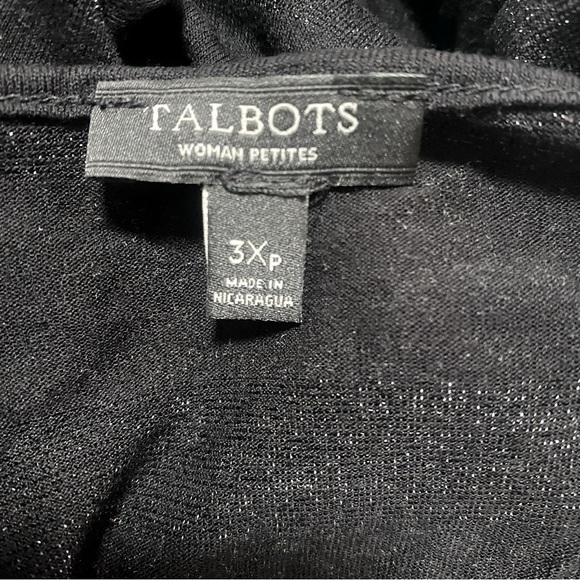 TALBOTS
WOMAN PETITES
3Xp
MADE IN
NICARAGUA